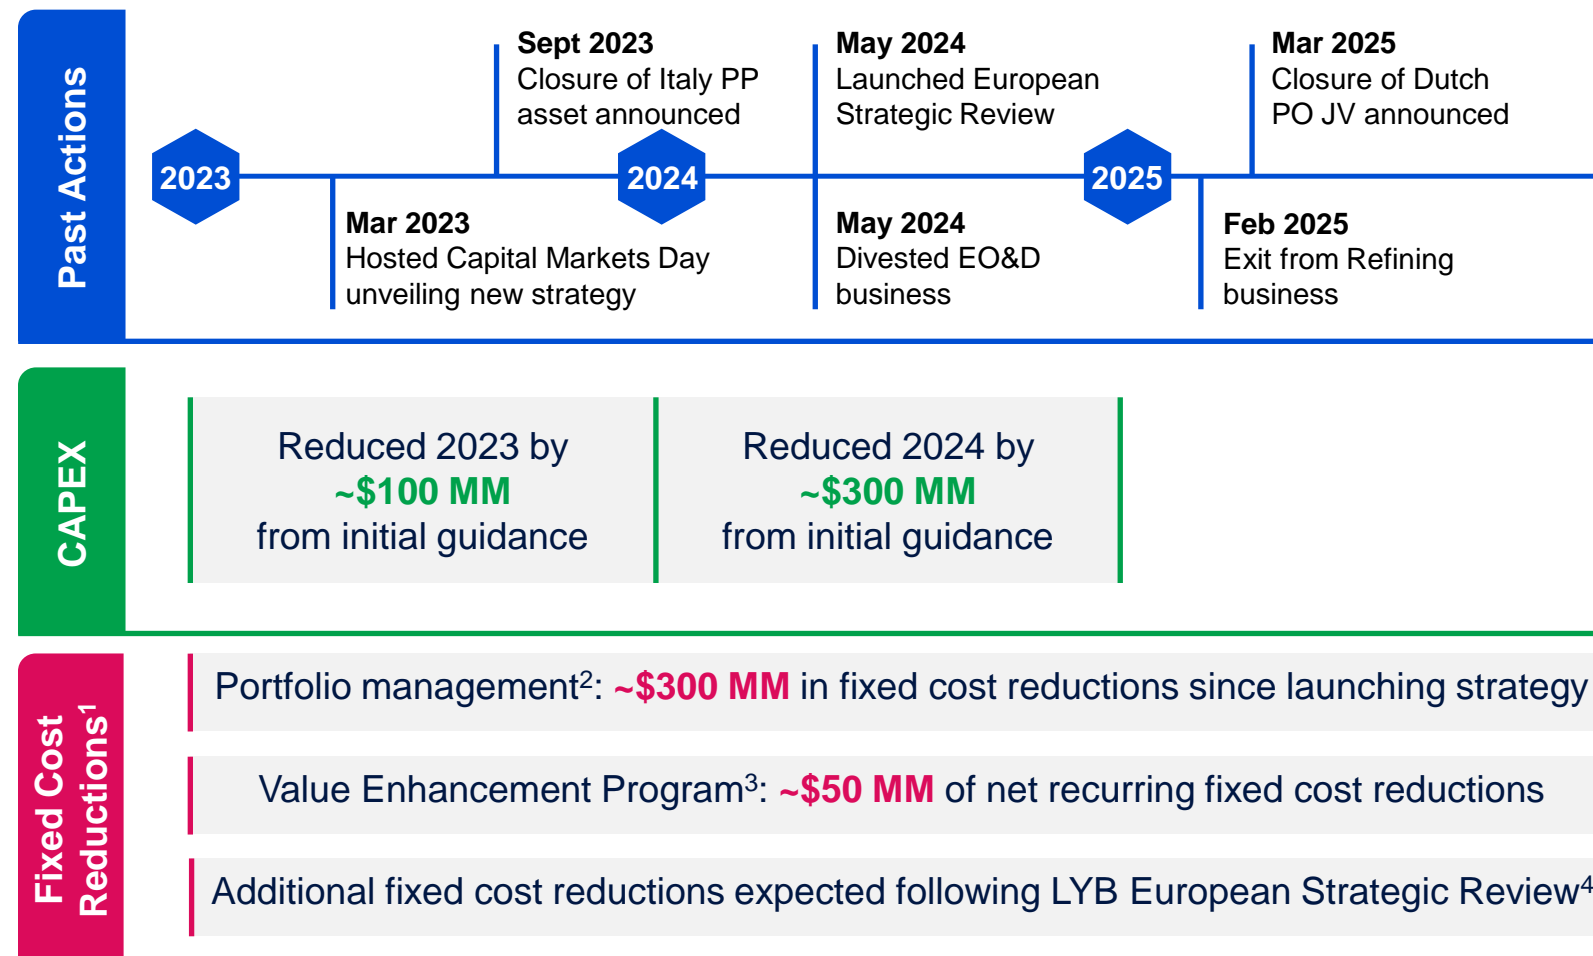 Past Actions
Sept 2023
Closure of Italy PP
asset announced
May 2024
Launched European
Strategic Review
Mar 2025
Closure of Dutch
PO JV announced
2023
2024
2025
Mar 2023
Hosted Capital Markets Day
unveiling new strategy
May 2024
Divested EO&D
business
Feb 2025
Exit from Refining
business
CAPEX
Reduced 2023 by
~$100 MM
from initial guidance
Reduced 2024 by
~$300 MM
from initial guidance
Fixed Cost
Reductions¹
Portfolio management²: ~$300 MM in fixed cost reductions since launching strategy
Value Enhancement Program³: ~$50 MM of net recurring fixed cost reductions
Additional fixed cost reductions expected following LYB European Strategic Review⁴